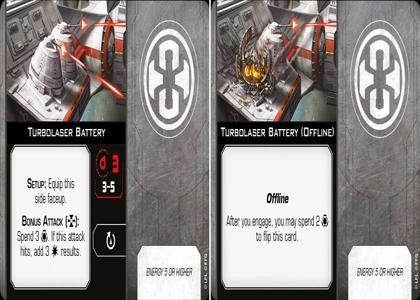 TURBOLASER BATTERY
SETUP: Equip this
side faceup.
BONUS ATTACK ( ):
Spend 3 . If this attack
hits, add 3 results.
3
3-5
ENERGY 5 OR HIGHER
TURBOLASER BATTERY (OFFLINE)
Offline
After you engage, you may spend 2
to flip this card.
ENERGY 5 OR HIGHER